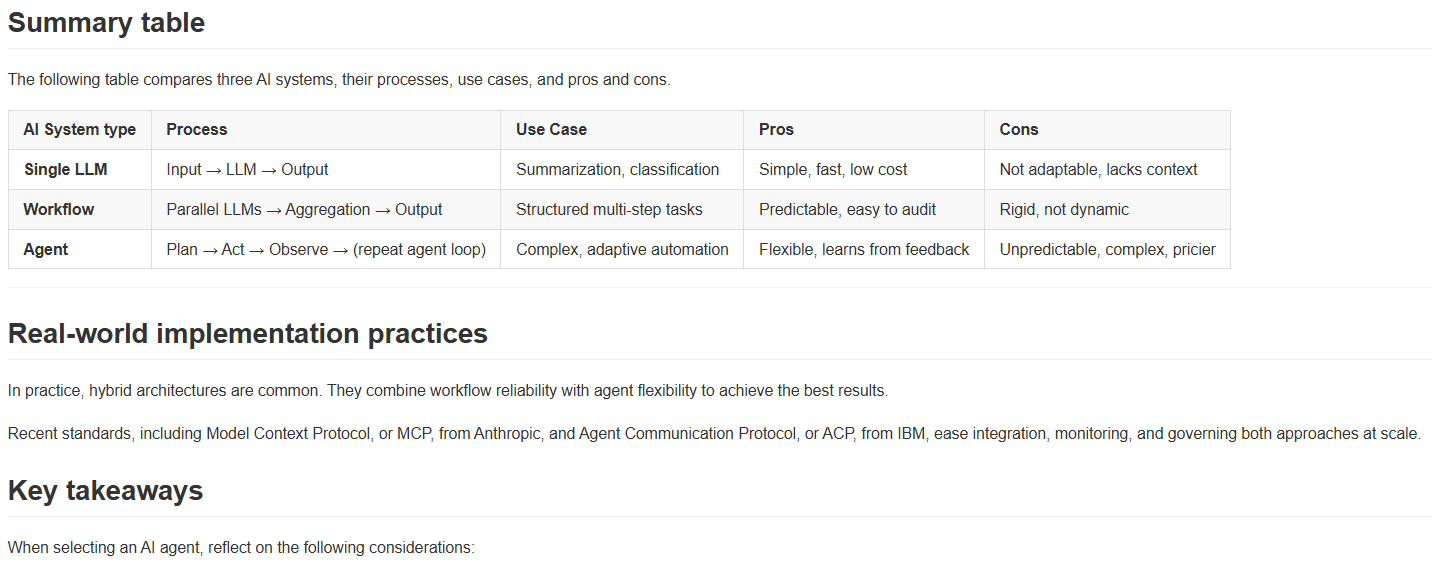 Summary table
The following table compares three AI systems, their processes, use cases, and pros and cons.
AI System type Process Use Case Pros Cons
Single LLM Input → LLM → Output Summarization, classification Simple, fast, low cost Not adaptable, lacks context
Workflow Parallel LLMs → Aggregation → Output Structured multi-step tasks Predictable, easy to audit Rigid, not dynamic
Agent Plan → Act → Observe → (repeat agent loop) Complex, adaptive automation Flexible, learns from feedback Unpredictable, complex, pricier
Real-world implementation practices
In practice, hybrid architectures are common. They combine workflow reliability with agent flexibility to achieve the best results.
Recent standards, including Model Context Protocol, or MCP, from Anthropic, and Agent Communication Protocol, or ACP, from IBM, ease integration, monitoring, and governing both approaches at scale.
Key takeaways
When selecting an AI agent, reflect on the following considerations: